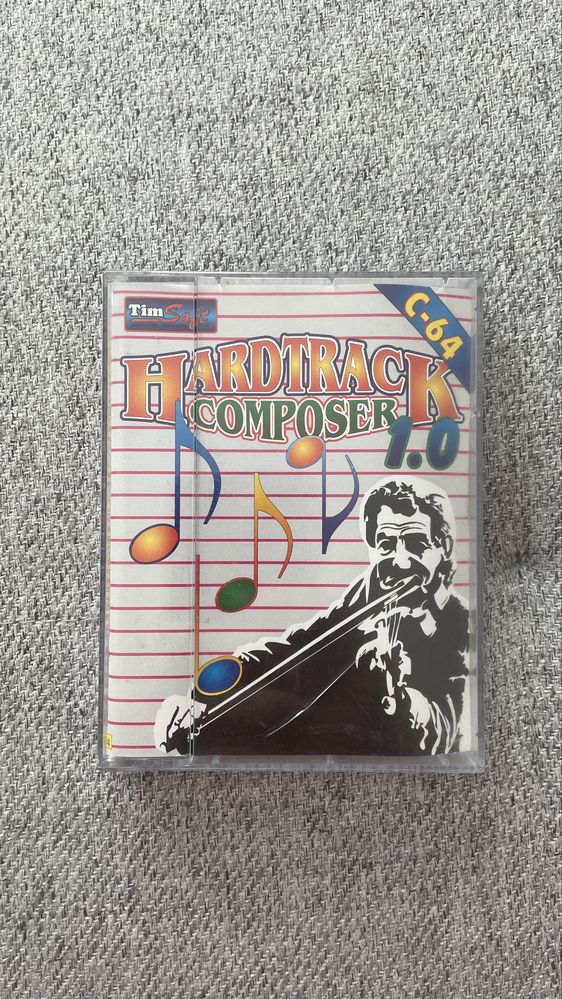 TimSoft
C-64
HARDTRACK
COMPOSER
1.0